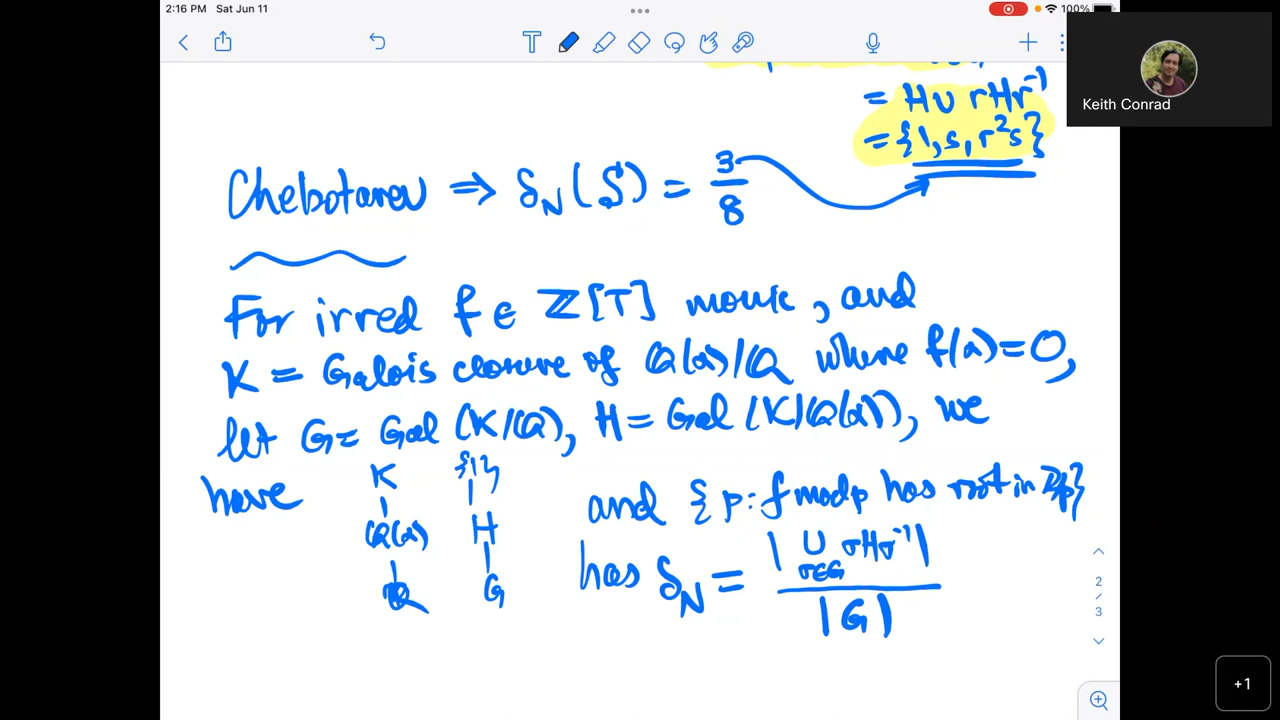 2:16 PM Sat Jun 11
100%
T
Keith Conrad
= H ∪ rHr⁻¹
= {1, s, r²s}
Chebotarev ⟹ δ_N(S) = 3/8
For irred f ∈ ℤ[T] monic, and
K = Galois closure of Q(α)/Q where f(α)=0,
let G = Gal(K/Q), H = Gal(K/Q(α)), we
have
K {1}
Q(α) H
Q G
and {p: f mod p has root in ℤ/p}
has δ_N = |∪_{σ∈G} σHσ⁻¹| / |G|
2
/
3
+1